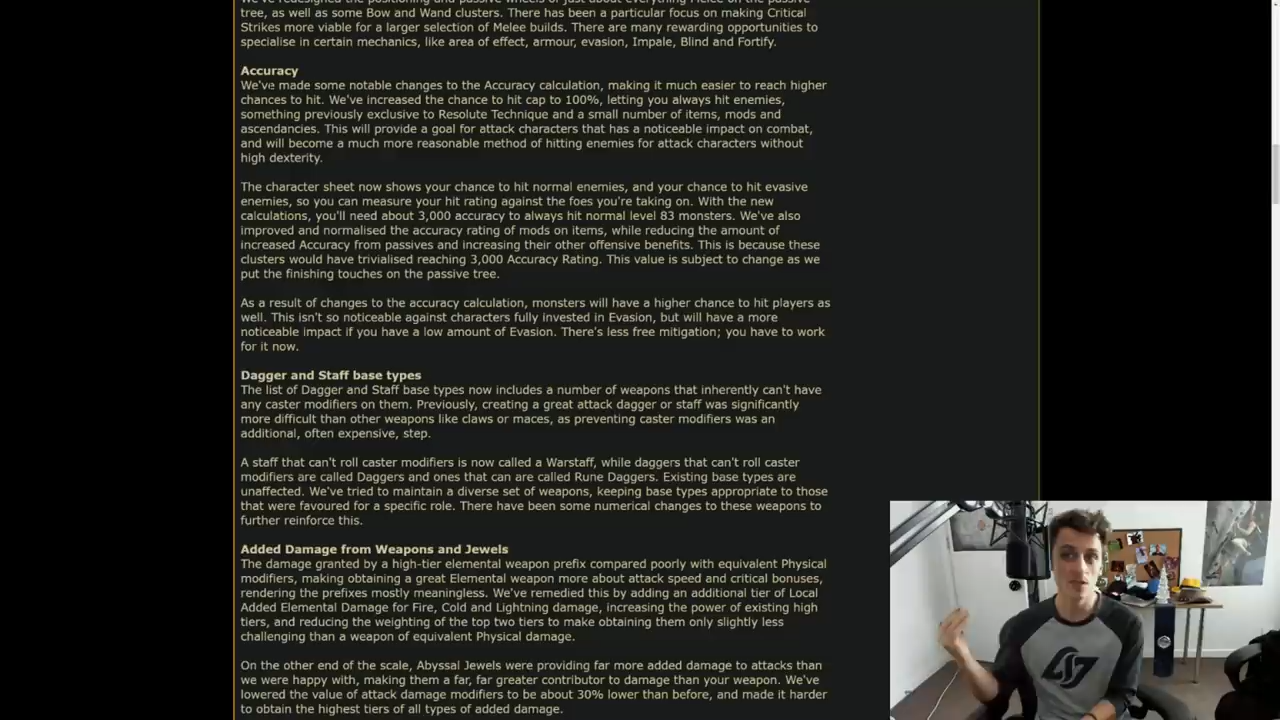 We've redesigned the positioning and passive wheels of just about everything Melee on the passive
tree, as well as some Bow and Wand clusters. There has been a particular focus on making Critical
Strikes more viable for a larger selection of Melee builds. There are many rewarding opportunities to
specialise in certain mechanics, like area of effect, armour, evasion, Impale, Blind and Fortify.
Accuracy
We've made some notable changes to the Accuracy calculation, making it much easier to reach higher
chances to hit. We've increased the chance to hit cap to 100%, letting you always hit enemies,
something previously exclusive to Resolute Technique and a small number of items, mods and
ascendancies. This will provide a goal for attack characters that has a noticeable impact on combat,
and will become a much more reasonable method of hitting enemies for attack characters without
high dexterity.
The character sheet now shows your chance to hit normal enemies, and your chance to hit evasive
enemies, so you can measure your hit rating against the foes you're taking on. With the new
calculations, you'll need about 3,000 accuracy to always hit normal level 83 monsters. We've also
improved and normalised the accuracy rating of mods on items, while reducing the amount of
increased Accuracy from passives and increasing their other offensive benefits. This is because these
clusters would have trivialised reaching 3,000 Accuracy Rating. This value is subject to change as we
put the finishing touches on the passive tree.
As a result of changes to the accuracy calculation, monsters will have a higher chance to hit players as
well. This isn't so noticeable against characters fully invested in Evasion, but will have a more
noticeable impact if you have a low amount of Evasion. There's less free mitigation; you have to work
for it now.
Dagger and Staff base types
The list of Dagger and Staff base types now includes a number of weapons that inherently can't have
any caster modifiers on them. Previously, creating a great attack dagger or staff was significantly
more difficult than other weapons like claws or maces, as preventing caster modifiers was an
additional, often expensive, step.
A staff that can't roll caster modifiers is now called a Warstaff, while daggers that can't roll caster
modifiers are called Daggers and ones that can are called Rune Daggers. Existing base types are
unaffected. We've tried to maintain a diverse set of weapons, keeping base types appropriate to those
that were favoured for a specific role. There have been some numerical changes to these weapons to
further reinforce this.
Added Damage from Weapons and Jewels
The damage granted by a high-tier elemental weapon prefix compared poorly with equivalent Physical
modifiers, making obtaining a great Elemental weapon more about attack speed and critical bonuses,
rendering the prefixes mostly meaningless. We've remedied this by adding an additional tier of Local
Added Elemental Damage for Fire, Cold and Lightning damage, increasing the power of existing high
tiers, and reducing the weighting of the top two tiers to make obtaining them only slightly less
challenging than a weapon of equivalent Physical damage.
On the other end of the scale, Abyssal Jewels were providing far more added damage to attacks than
we were happy with, making them a far, far greater contributor to damage than your weapon. We've
lowered the value of attack damage modifiers to be about 30% lower than before, and made it harder
to obtain the highest tiers of all types of added damage.